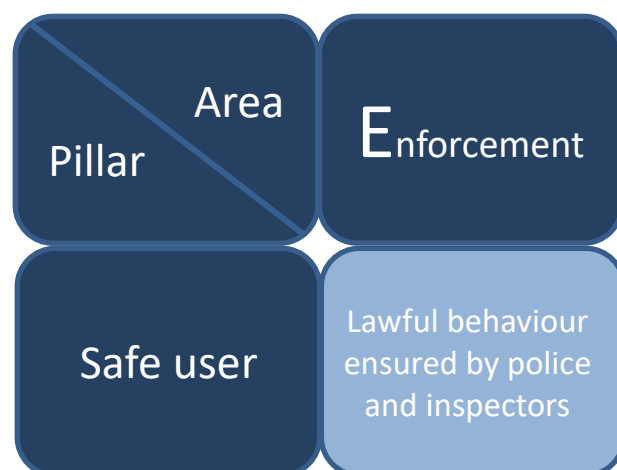 Area
Pillar
Enforcement
Safe user
Lawful behaviour
ensured by police
and inspectors